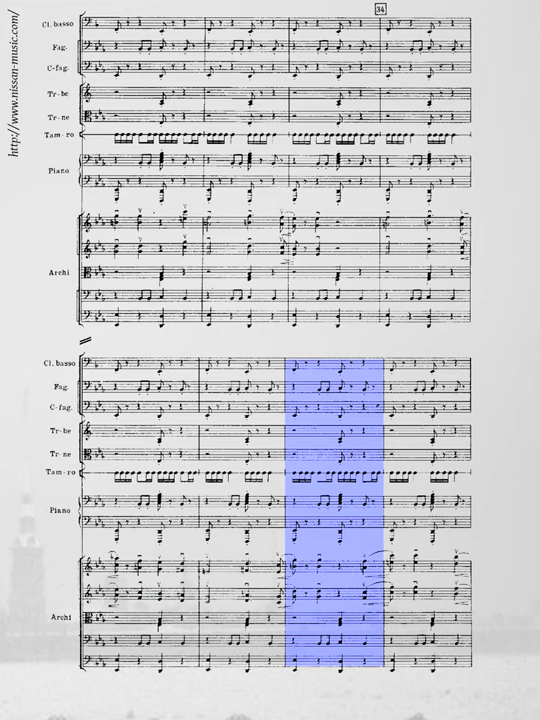 http://www.nissan-music.com/
34
Cl. basso
Fag.
C-fag.
Tr-be
Tr-ne
Tam-ro
Piano
Archi
Cl. basso
Fag.
C-fag.
Tr-be
Tr-ne
Tam-ro
Piano
Archi